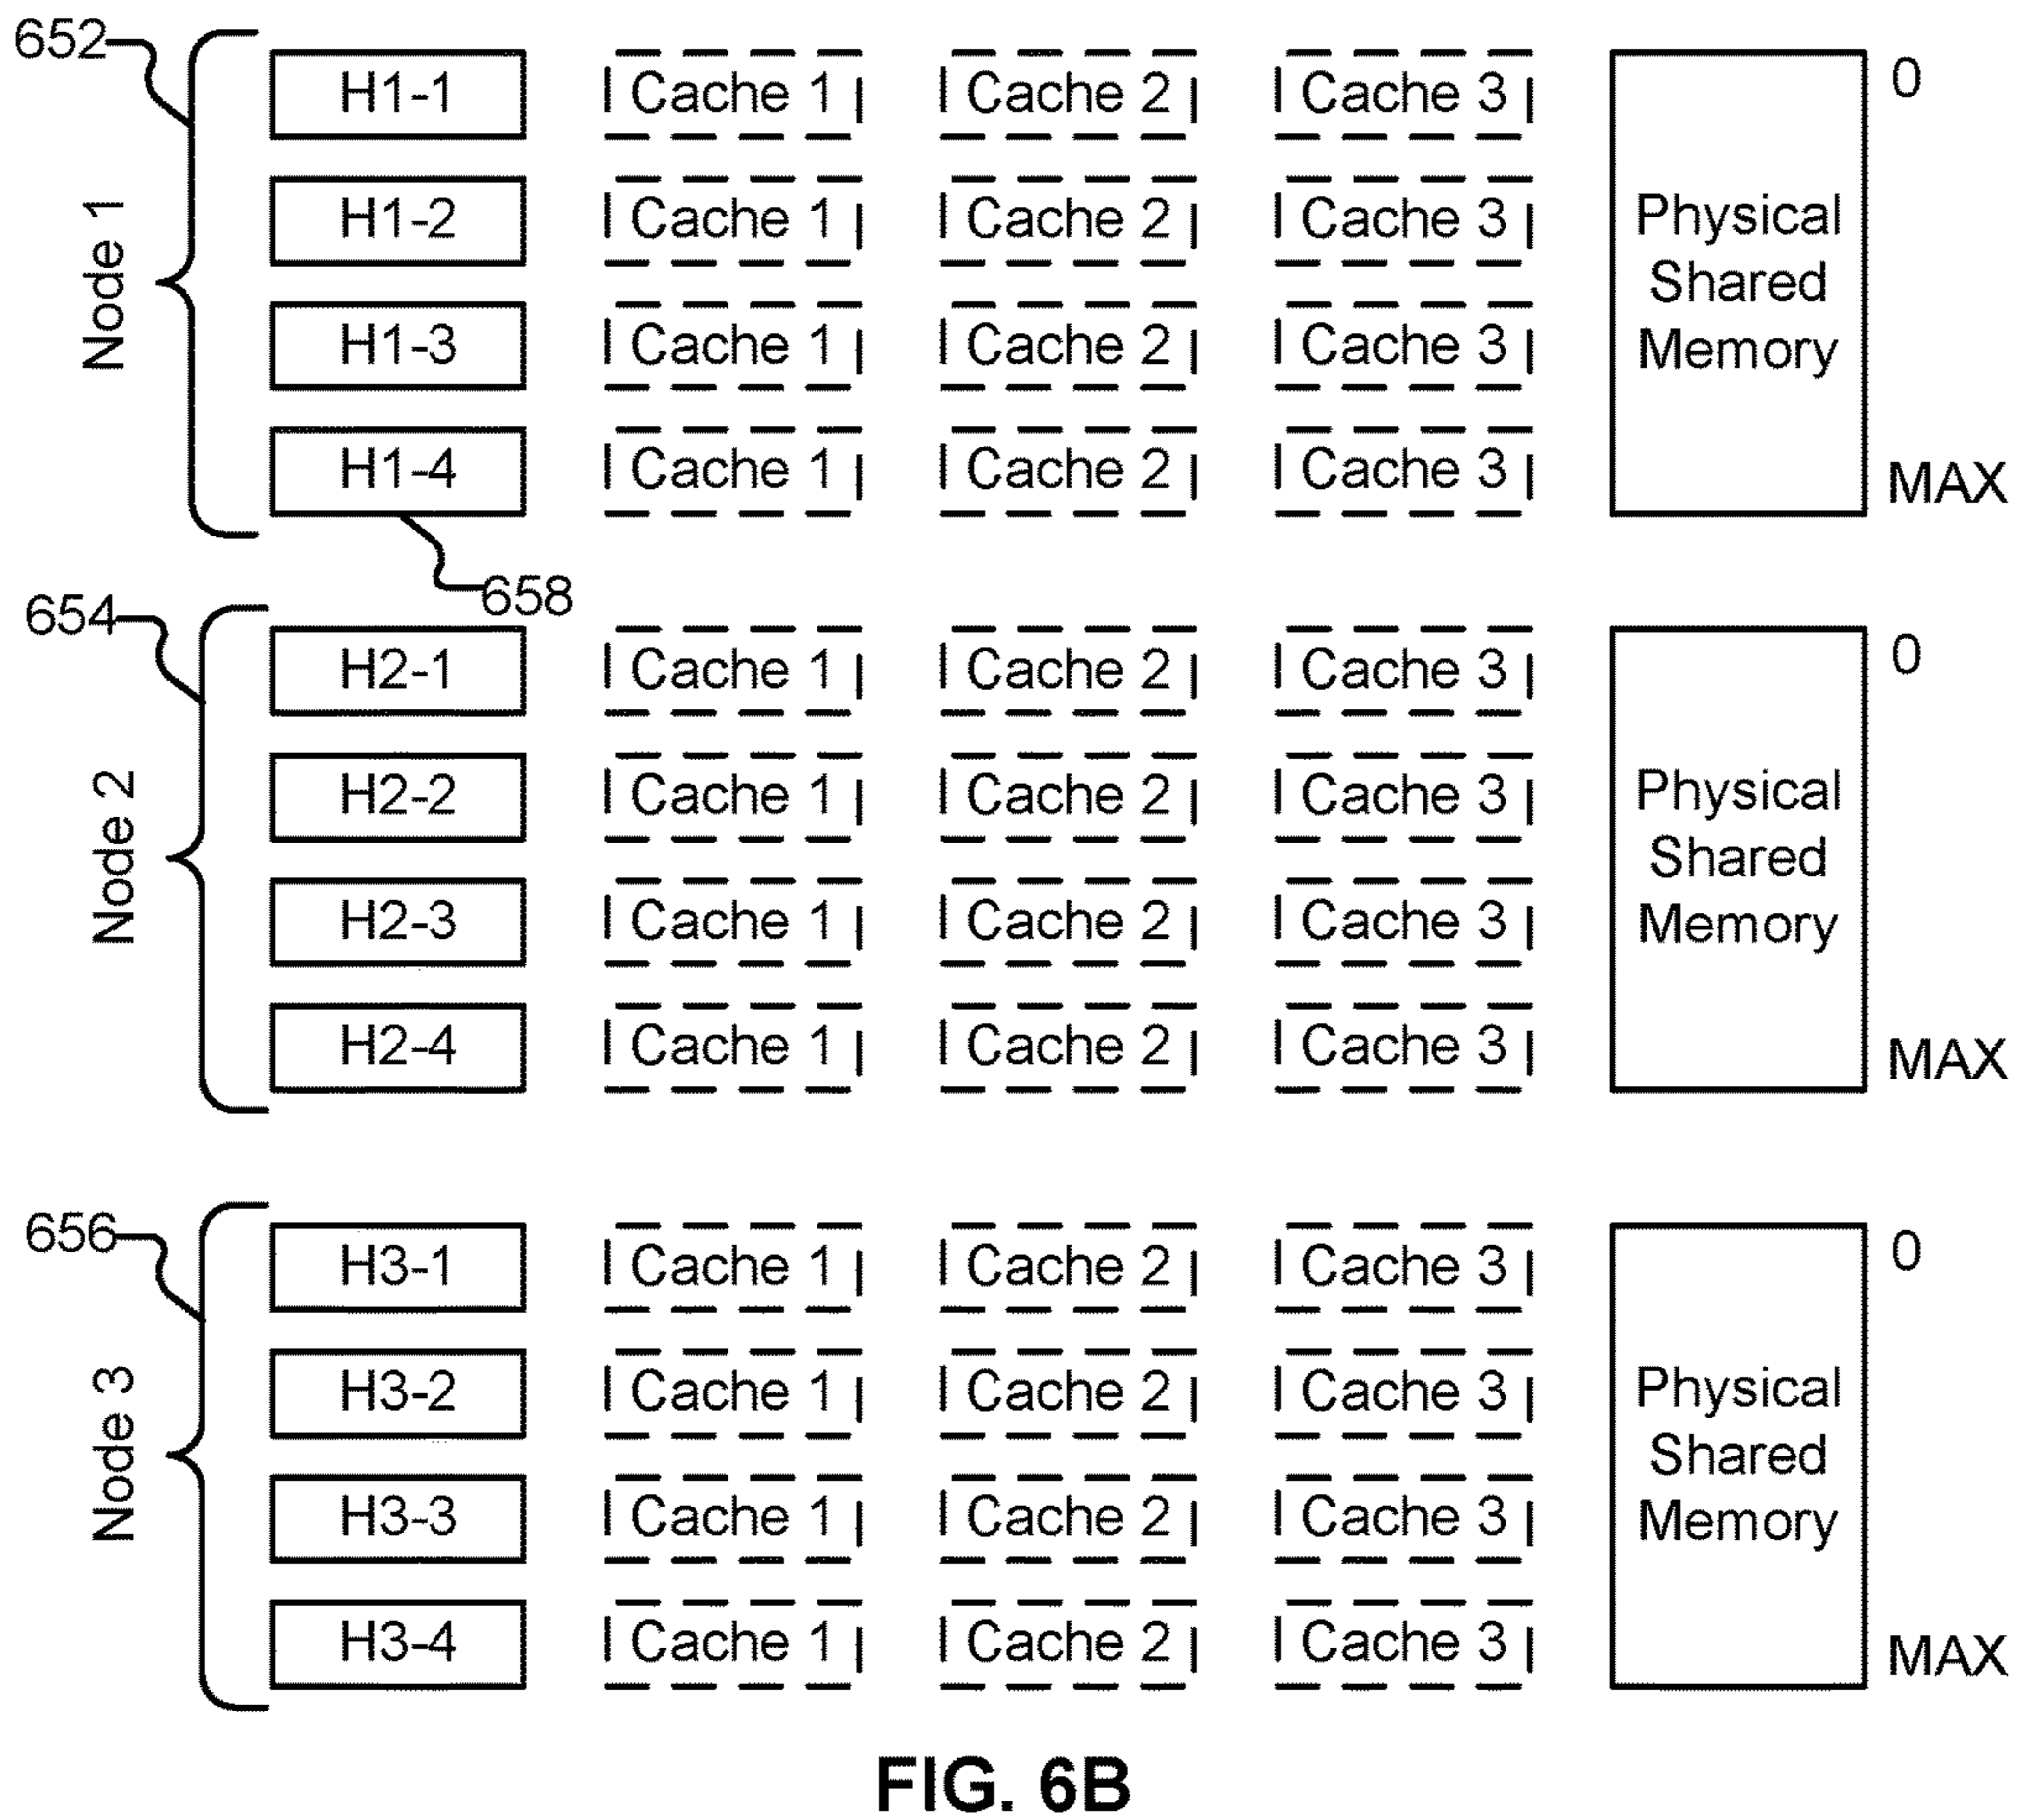 652
H1-1 Cache 1 Cache 2 Cache 3 0
H1-2 Cache 1 Cache 2 Cache 3
H1-3 Cache 1 Cache 2 Cache 3
H1-4 Cache 1 Cache 2 Cache 3 MAX
Node 1
Physical
Shared
Memory
658
654
H2-1 Cache 1 Cache 2 Cache 3 0
H2-2 Cache 1 Cache 2 Cache 3
H2-3 Cache 1 Cache 2 Cache 3
H2-4 Cache 1 Cache 2 Cache 3 MAX
Node 2
Physical
Shared
Memory
656
H3-1 Cache 1 Cache 2 Cache 3 0
H3-2 Cache 1 Cache 2 Cache 3
H3-3 Cache 1 Cache 2 Cache 3
H3-4 Cache 1 Cache 2 Cache 3 MAX
Node 3
Physical
Shared
Memory
FIG. 6B